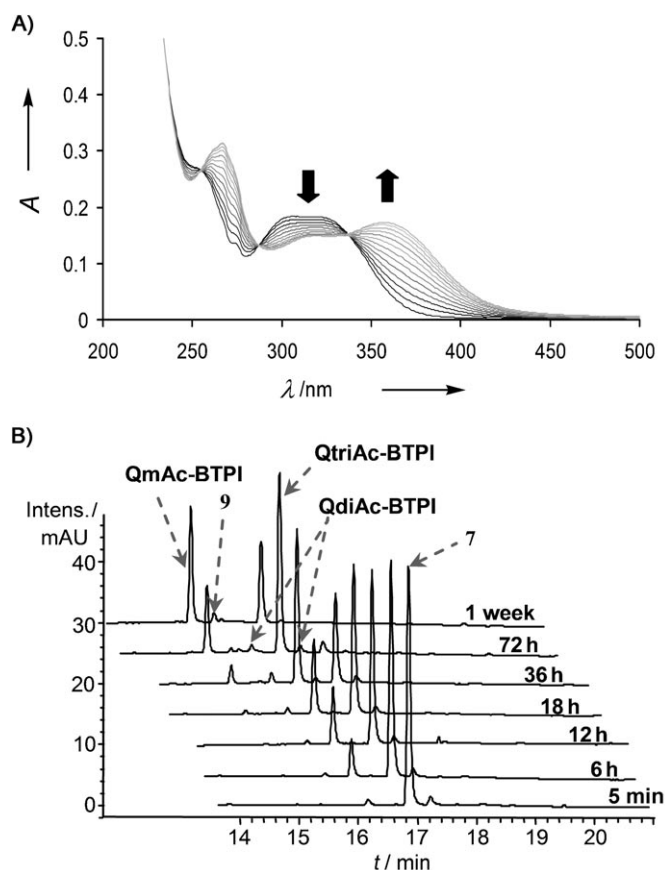 A)
0.5
0.4
0.3
0.2
0.1
0
A
200 250 300 350 400 450 500
λ/nm
B)
QtriAc-BTPI
QmAc-BTPI
9
QdiAc-BTPI
7
Intens./
mAU
40
30
20
10
0
1 week
72 h
36 h
18 h
12 h
6 h
5 min
14 15 16 17 18 19 20
t / min